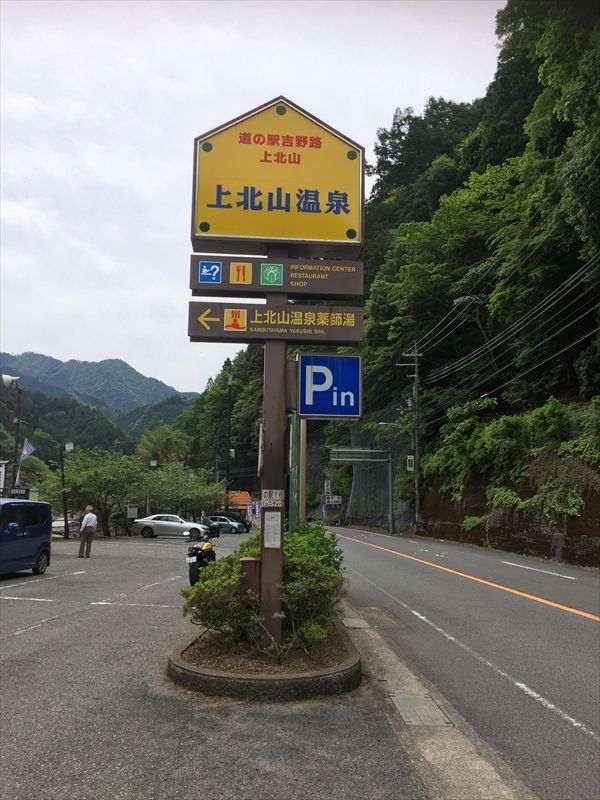 道の駅吉野路
上北山
上北山温泉
?
INFORMATION CENTER
RESTAURANT
SHOP
上北山温泉薬師湯
KAMIKITAYAMA YAKUSHI SPA.
Pin